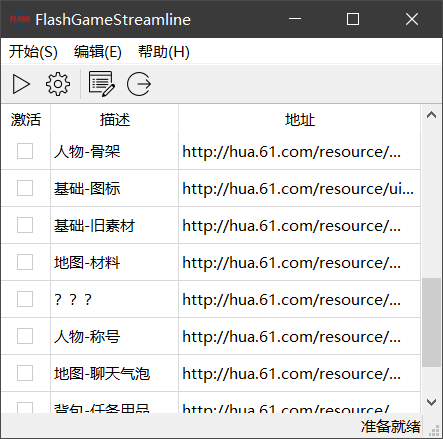 FlashGameStreamline
开始(S) 编辑(E) 帮助(H)
激活 描述 地址
人物-骨架 http://hua.61.com/resource/...
基础-图标 http://hua.61.com/resource/ui...
基础-旧素材 http://hua.61.com/resource/...
地图-材料 http://hua.61.com/resource/...
？？？ http://hua.61.com/resource/...
人物-称号 http://hua.61.com/resource/...
地图-聊天气泡 http://hua.61.com/resource/...
背包-任务用品 http://hua.61.com/resource/...
准备就绪